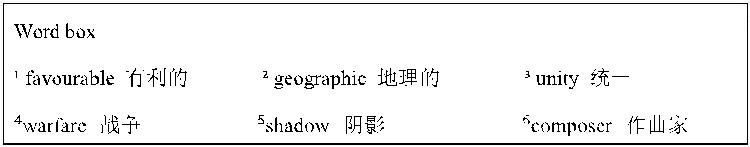 Word box
¹ favourable 有利的 ² geographic 地理的 ³ unity 统一
⁴warfare 战争 ⁵shadow 阴影 ⁶composer 作曲家